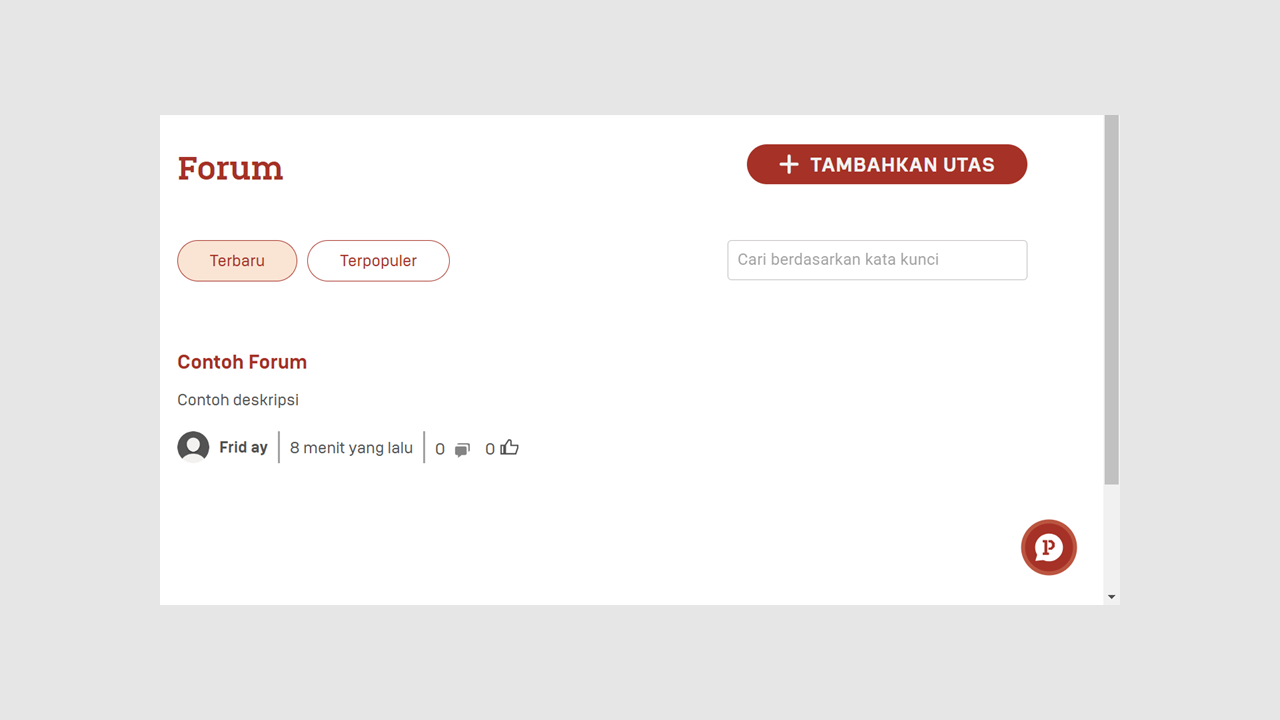 Forum
TAMBAHKAN UTAS
Terbaru
Terpopuler
Cari berdasarkan kata kunci
Contoh Forum
Contoh deskripsi
Frid ay
8 menit yang lalu
0
0
P